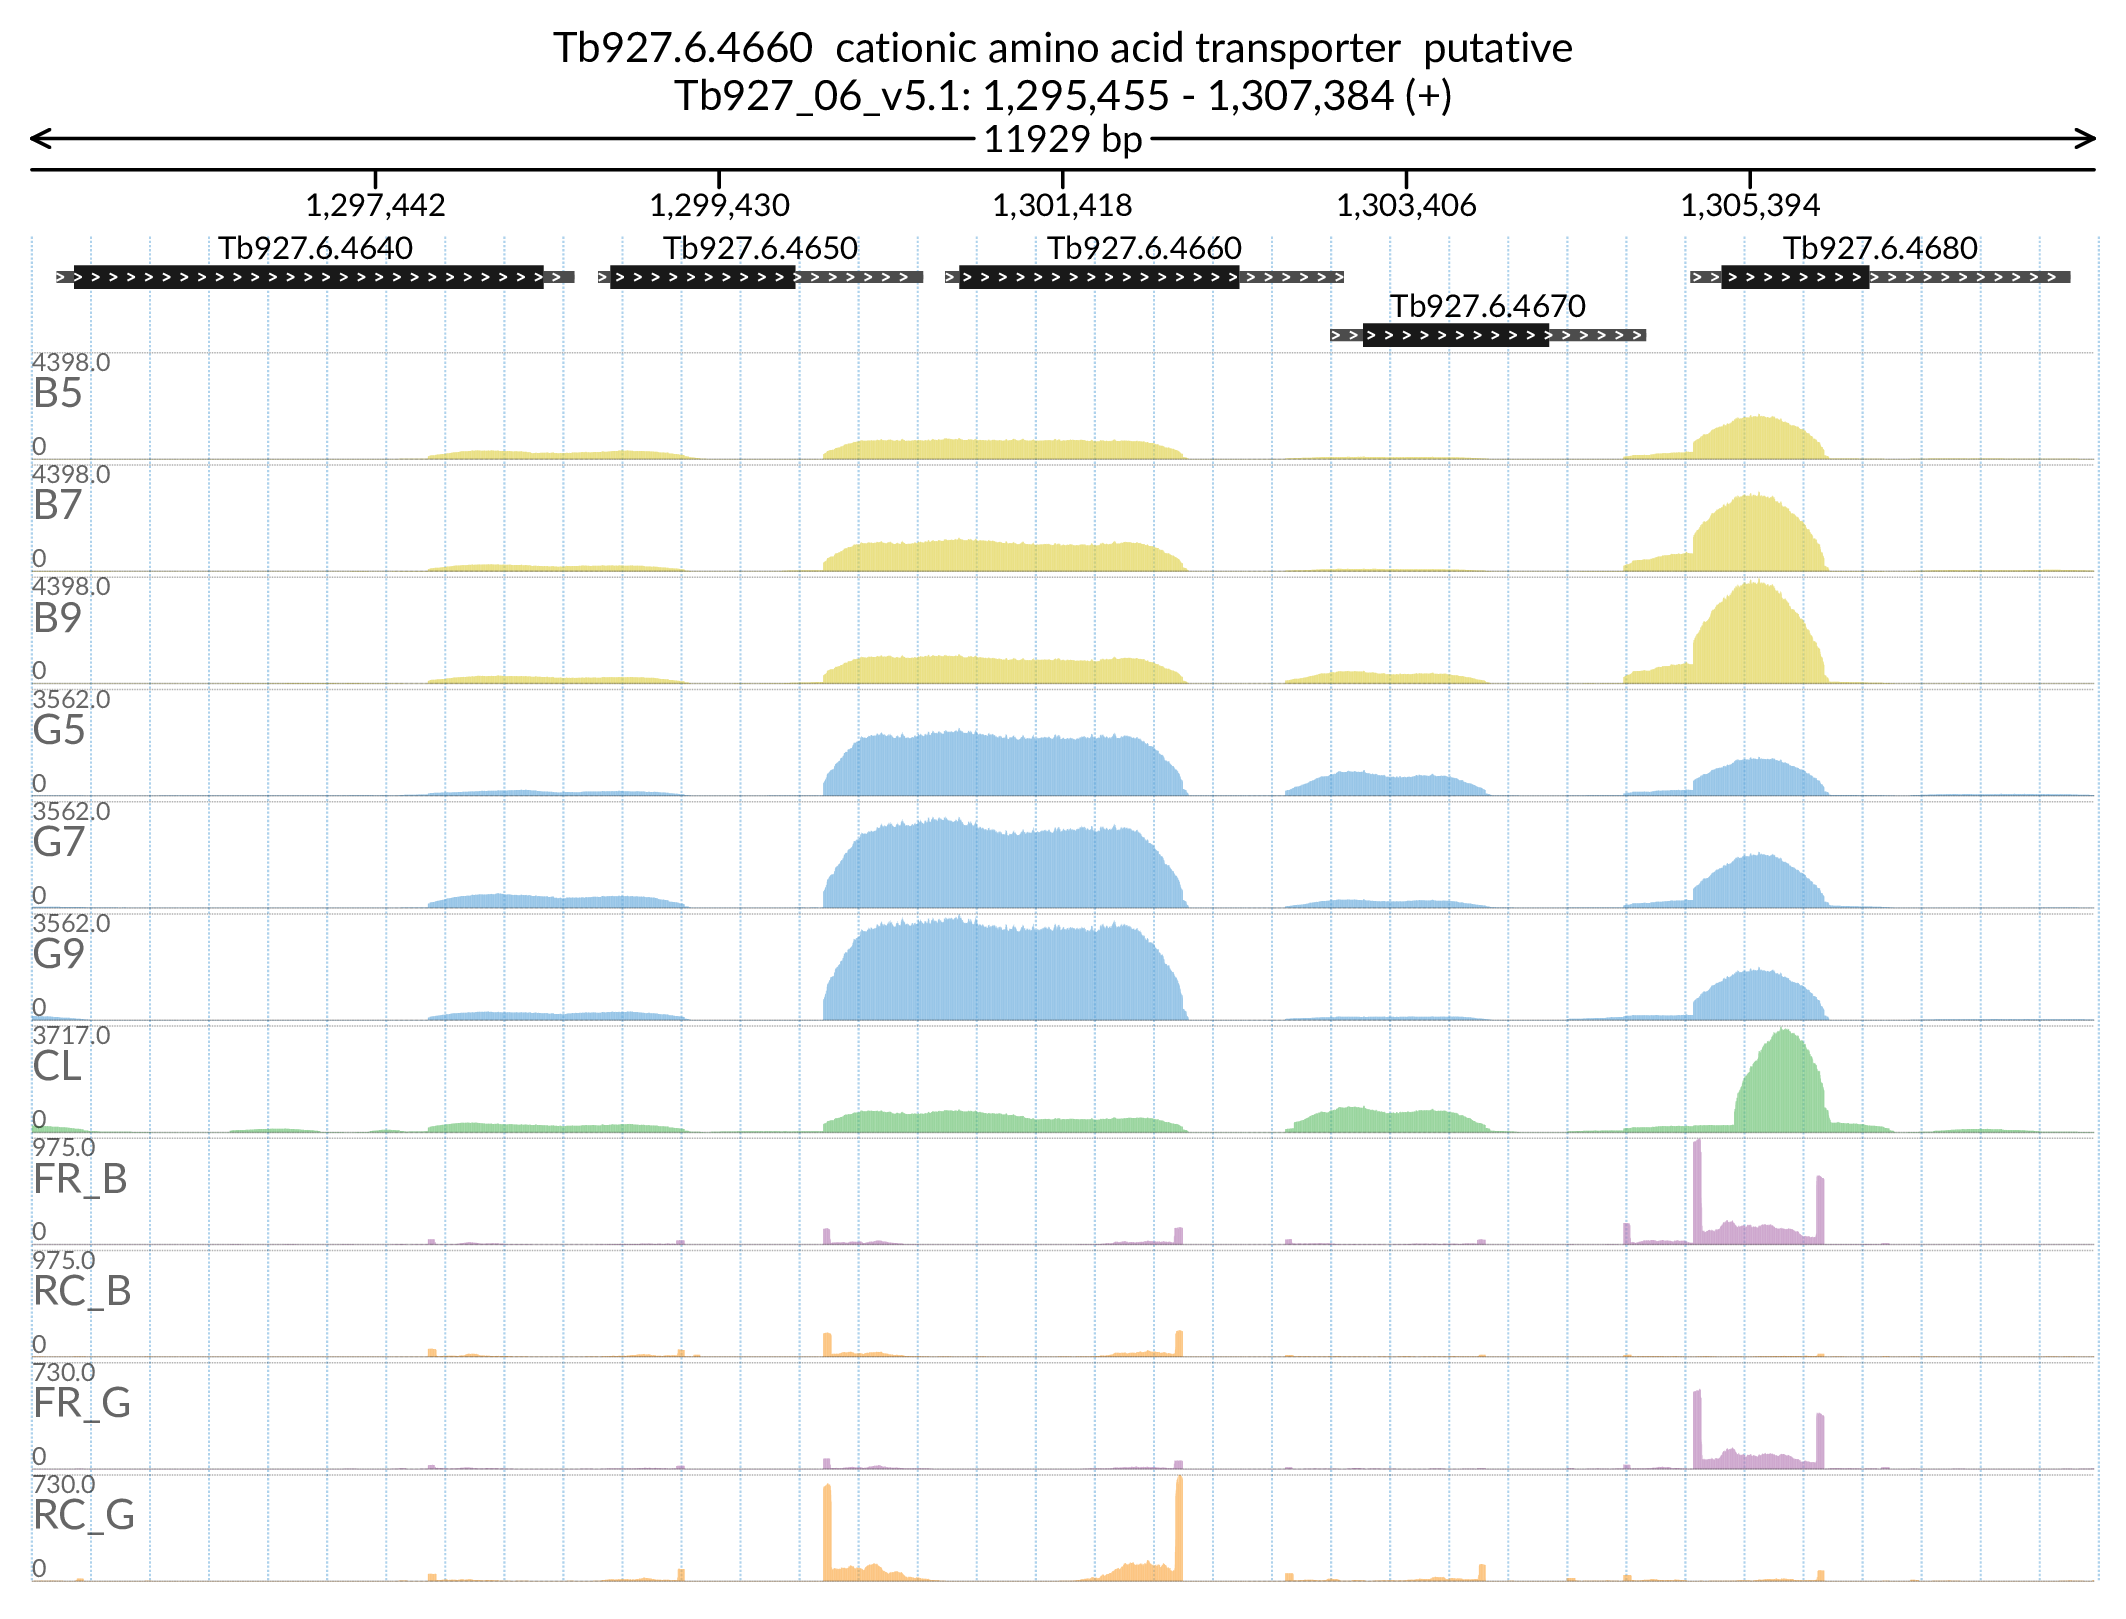 Tb927.6.4660 cationic amino acid transporter putative
Tb927_06_v5.1: 1,295,455 - 1,307,384 (+)
11929 bp
1,297,442 1,299,430 1,301,418 1,303,406 1,305,394
Tb927.6.4640 Tb927.6.4650 Tb927.6.4660 Tb927.6.4680
Tb927.6.4670
4398.0
B5
0
4398.0
B7
0
4398.0
B9
0
3562.0
G5
0
3562.0
G7
0
3562.0
G9
0
3717.0
CL
0
975.0
FR_B
0
975.0
RC_B
0
730.0
FR_G
0
730.0
RC_G
0